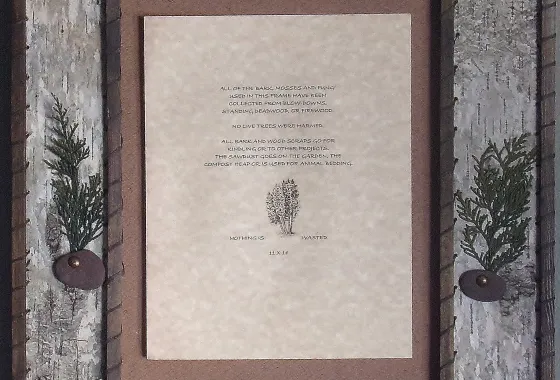 ALL OF THE BARK, MOSSES AND FUNGI
USED IN THIS FRAME HAVE BEEN
COLLECTED FROM BLOW DOWNS,
STANDING DEADWOOD, OR FIREWOOD.
NO LIVE TREES WERE HARMED.
ALL BARK AND WOOD SCRAPS GO FOR
KINDLING OR TO OTHER PROJECTS.
THE SAWDUST GOES ON THE GARDEN, THE
COMPOST HEAP OR IS USED FOR ANIMAL BEDDING.
NOTHING IS WASTED
11 X 14